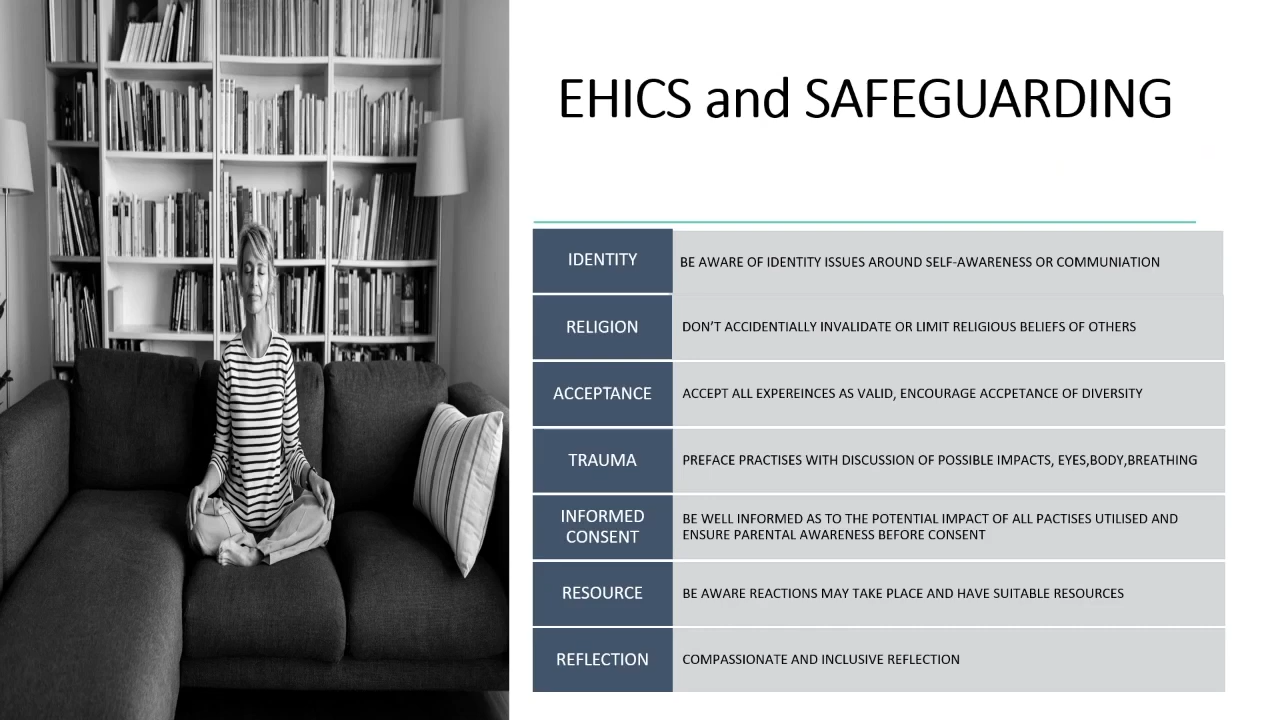 EHICS and SAFEGUARDING
IDENTITY
BE AWARE OF IDENTITY ISSUES AROUND SELF-AWARENESS OR COMMUNIATION
RELIGION
DON’T ACCIDENTIALLY INVALIDATE OR LIMIT RELIGIOUS BELIEFS OF OTHERS
ACCEPTANCE
ACCEPT ALL EXPEREINCES AS VALID, ENCOURAGE ACCPETANCE OF DIVERSITY
TRAUMA
PREFACE PRACTISES WITH DISCUSSION OF POSSIBLE IMPACTS, EYES,BODY,BREATHING
INFORMED
CONSENT
BE WELL INFORMED AS TO THE POTENTIAL IMPACT OF ALL PACTISES UTILISED AND
ENSURE PARENTAL AWARENESS BEFORE CONSENT
RESOURCE
BE AWARE REACTIONS MAY TAKE PLACE AND HAVE SUITABLE RESOURCES
REFLECTION
COMPASSIONATE AND INCLUSIVE REFLECTION